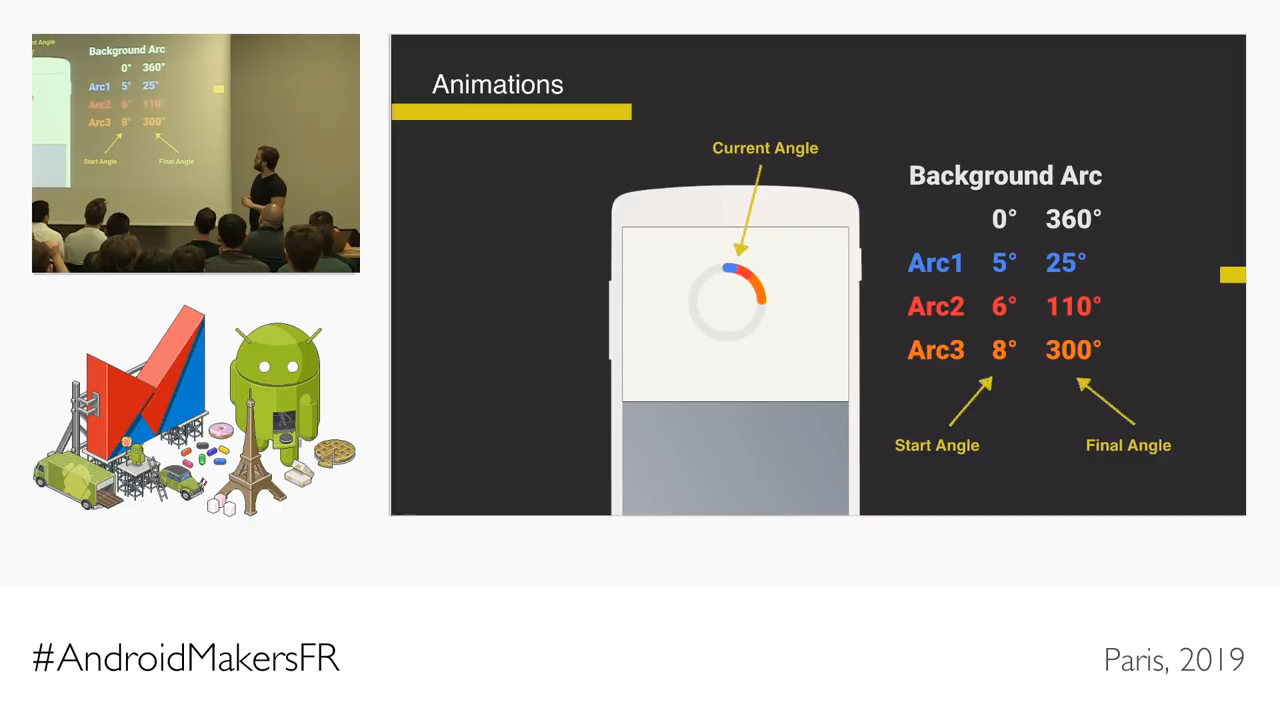 nt Angle
Background Arc
0° 360°
Arc1 5° 25°
Arc2 6° 110°
Arc3 8° 300°
Start Angle Final Angle
Animations
Current Angle
Background Arc
0° 360°
Arc1 5° 25°
Arc2 6° 110°
Arc3 8° 300°
Start Angle Final Angle
#AndroidMakersFR
Paris, 2019